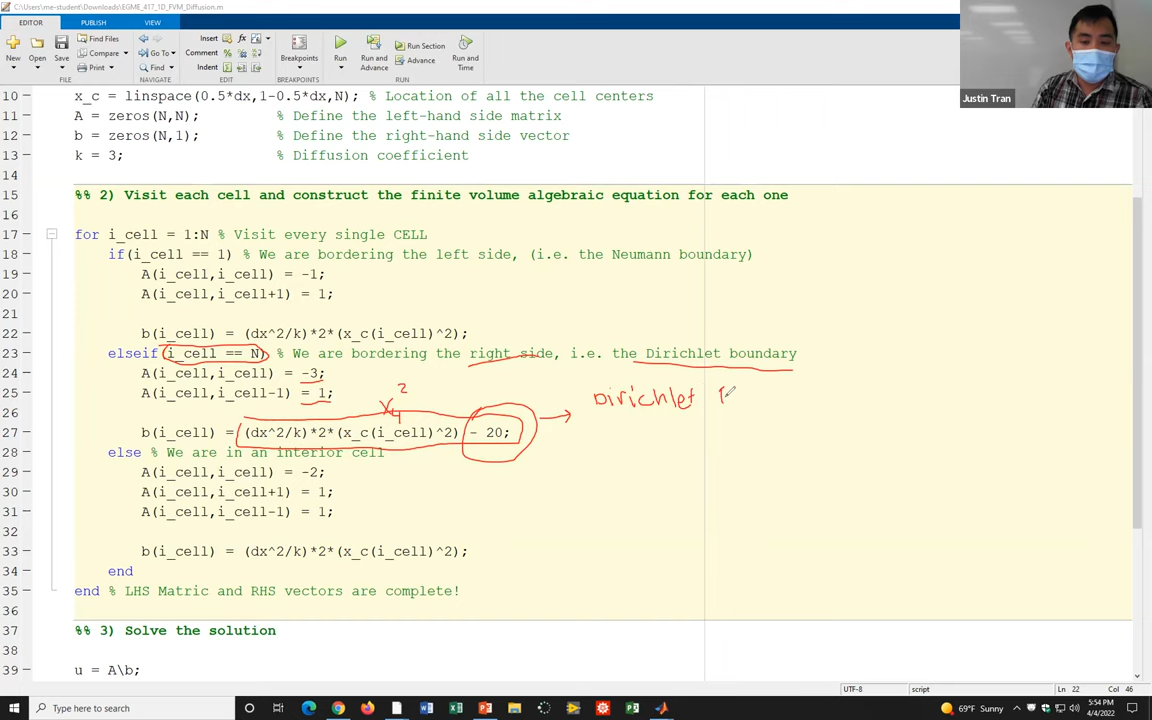 C:\Users\me-student\Downloads\EGME_417_1D_FVM_Diffusion.m
EDITOR PUBLISH VIEW
New Open Save Find Files Compare Print Go To Find Insert Comment Indent Breakpoints Run Run and Advance Run Section Advance Run and Time
FILE NAVIGATE EDIT BREAKPOINTS RUN
Justin Tran
10 x_c = linspace(0.5*dx,1-0.5*dx,N); % Location of all the cell centers
11 A = zeros(N,N); % Define the left-hand side matrix
12 b = zeros(N,1); % Define the right-hand side vector
13 k = 3; % Diffusion coefficient
14
15 %% 2) Visit each cell and construct the finite volume algebraic equation for each one
16
17 for i_cell = 1:N % Visit every single CELL
18 if(i_cell == 1) % We are bordering the left side, (i.e. the Neumann boundary)
19 A(i_cell,i_cell) = -1;
20 A(i_cell,i_cell+1) = 1;
21
22 b(i_cell) = (dx^2/k)*2*(x_c(i_cell)^2);
23 elseif(i_cell == N) % We are bordering the right side, i.e. the Dirichlet boundary
24 A(i_cell,i_cell) = -3;
25 A(i_cell,i_cell-1) = 1;
26
x4^2
Dirichlet
27 b(i_cell) = (dx^2/k)*2*(x_c(i_cell)^2) - 20;
28 else % We are in an interior cell
29 A(i_cell,i_cell) = -2;
30 A(i_cell,i_cell+1) = 1;
31 A(i_cell,i_cell-1) = 1;
32
33 b(i_cell) = (dx^2/k)*2*(x_c(i_cell)^2);
34 end
35 end % LHS Matric and RHS vectors are complete!
36
37 %% 3) Solve the solution
38
39 u = A\b;
UTF-8 script Ln 22 Col 46
Type here to search
69°F Sunny
5:54 PM
4/4/2022